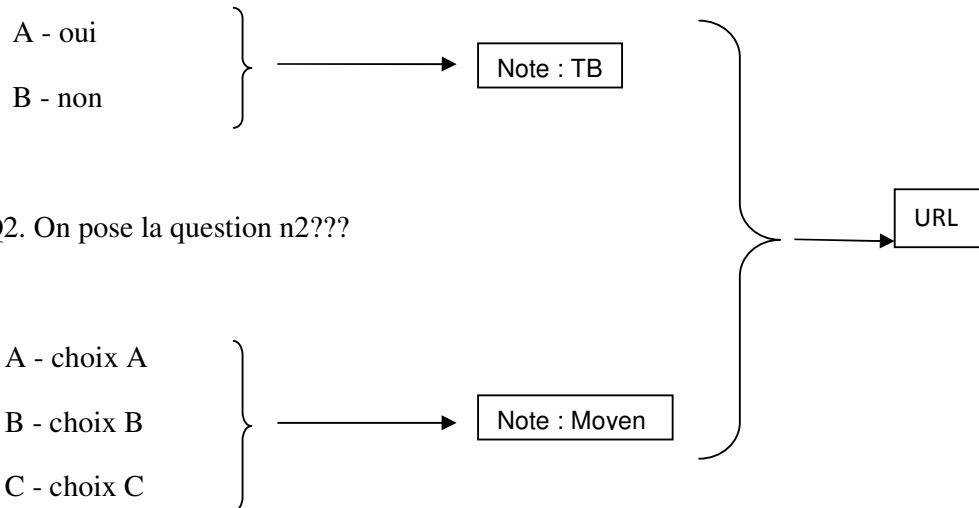 A - oui
B - non
Note : TB
Q2. On pose la question n2???
URL
A - choix A
B - choix B
C - choix C
Note : Moven